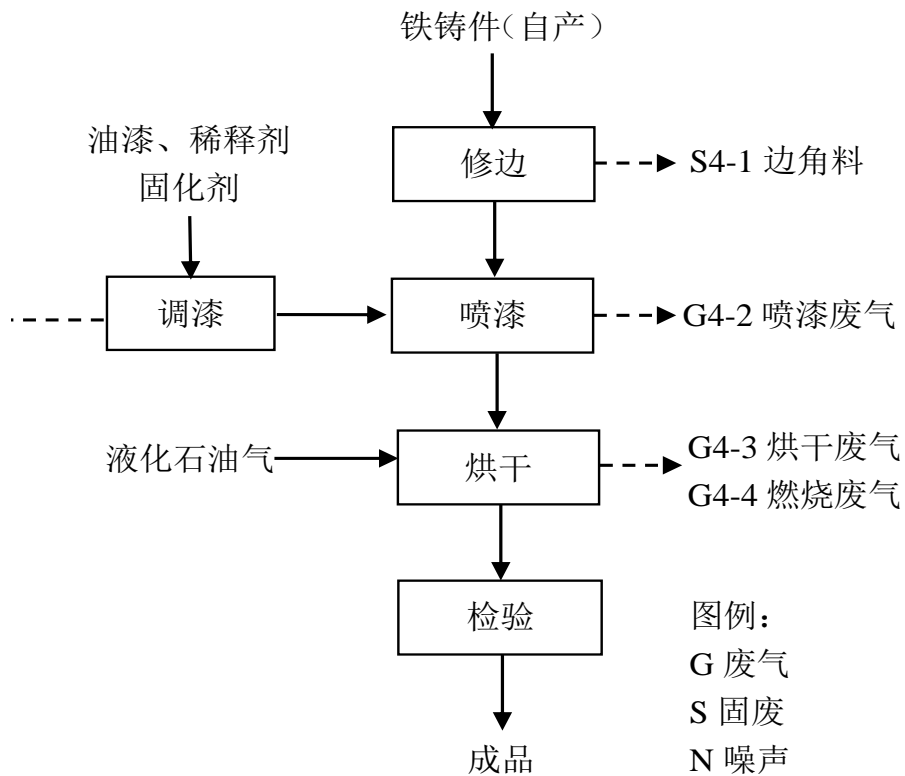 铁铸件（自产）
油漆、稀释剂
固化剂
修边
S4-1 边角料
调漆
喷漆
G4-2 喷漆废气
液化石油气
烘干
G4-3 烘干废气
G4-4 燃烧废气
检验
图例：
G 废气
S 固废
N 噪声
成品